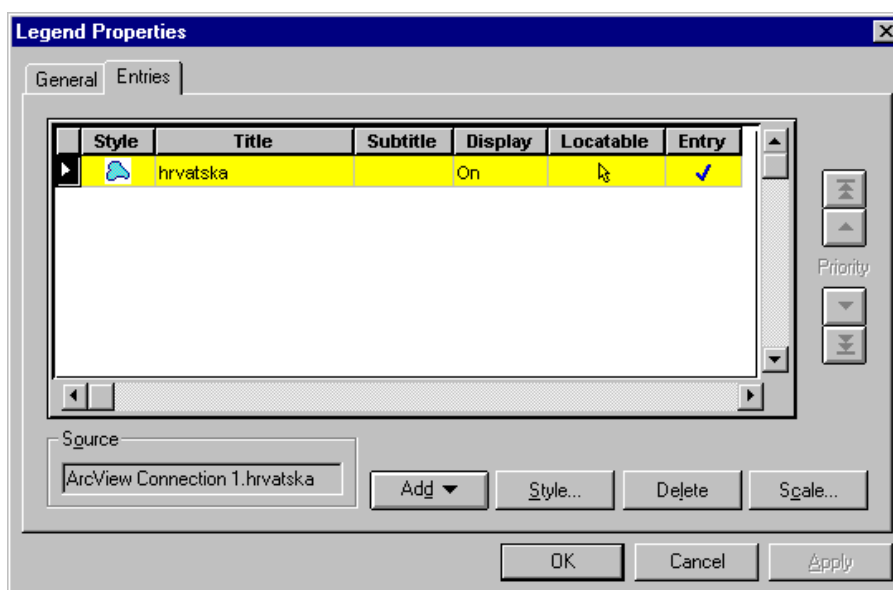 Legend Properties
General Entries
Style Title Subtitle Display Locatable Entry
hrvatska On
Priority
Source
ArcView Connection 1.hrvatska
Add Style... Delete Scale...
OK Cancel Apply